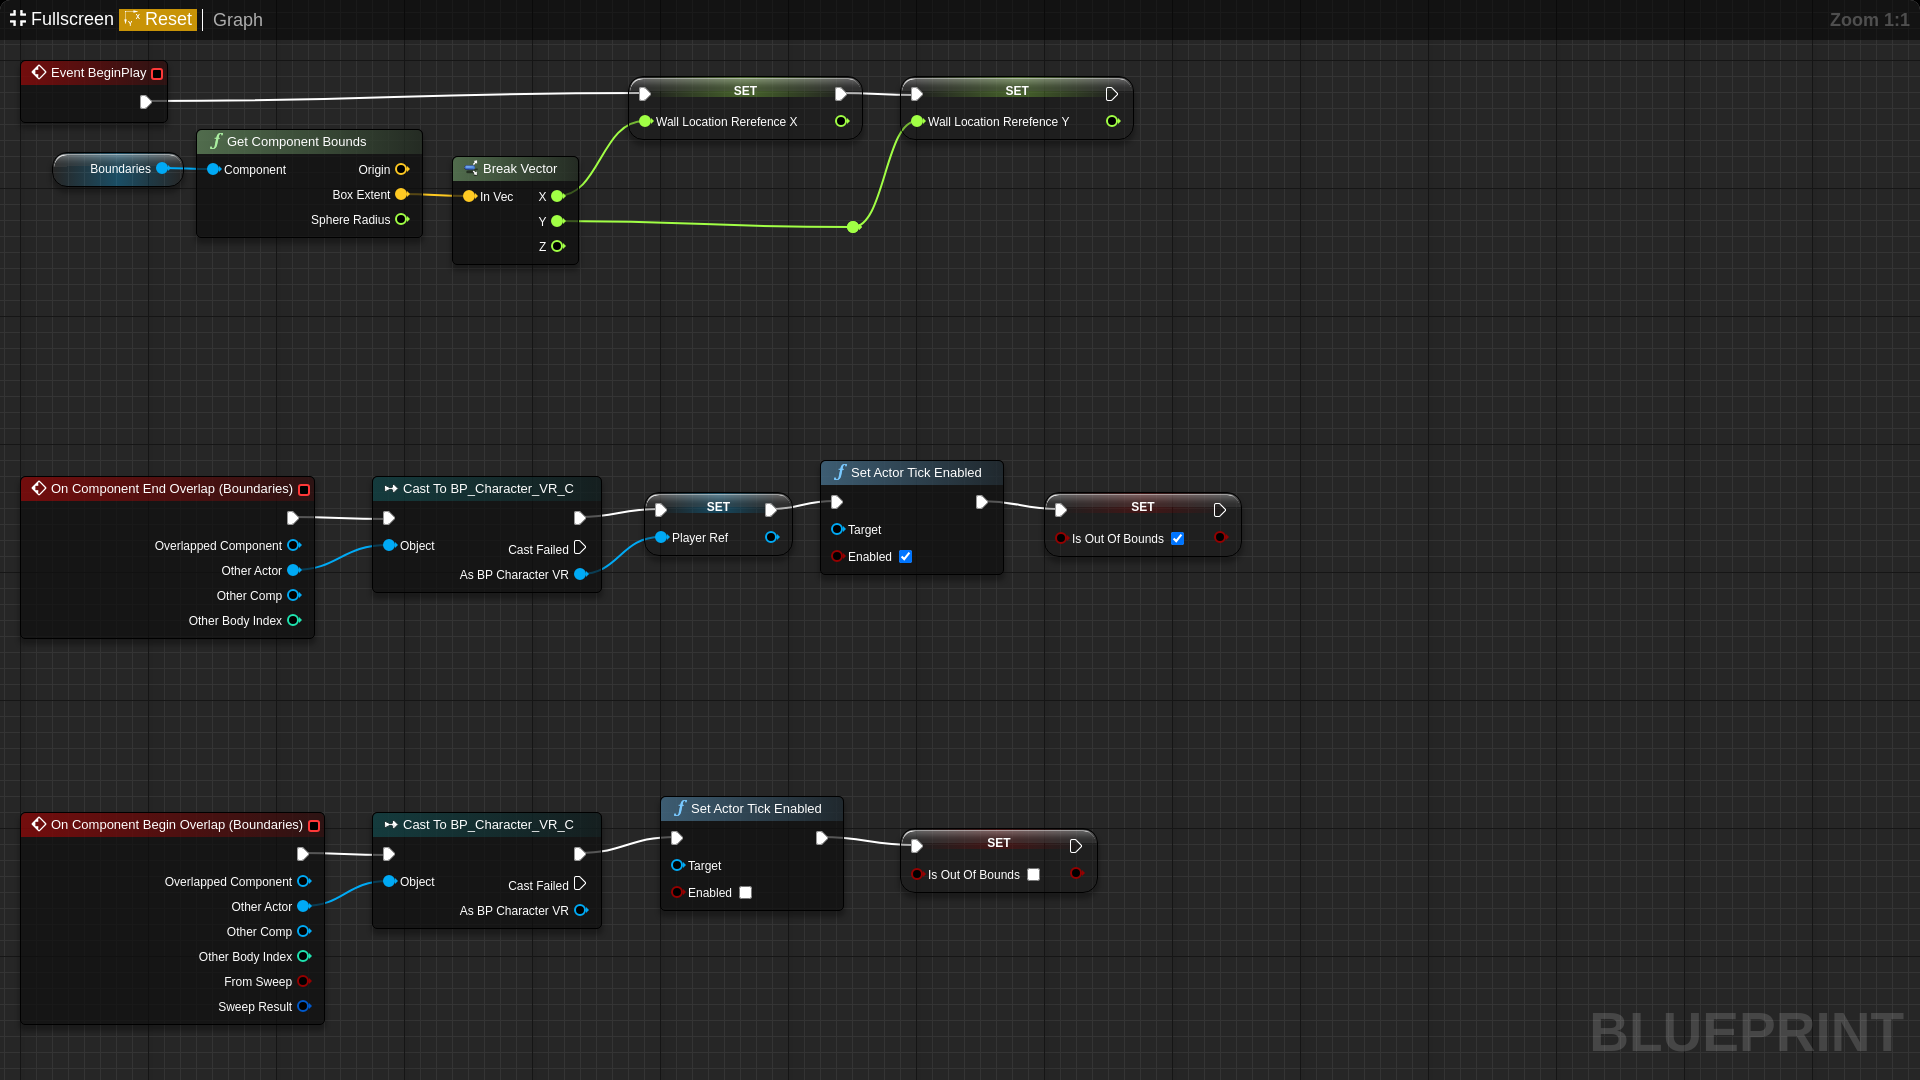 Fullscreen Reset Graph Zoom 1:1
Event BeginPlay
SET
Wall Location Rerefence X
SET
Wall Location Rerefence Y
Boundaries
Get Component Bounds
Component Origin
Box Extent
Sphere Radius
Break Vector
In Vec X
Y
Z
On Component End Overlap (Boundaries)
Overlapped Component
Other Actor
Other Comp
Other Body Index
Cast To BP_Character_VR_C
Object Cast Failed
As BP Character VR
SET
Player Ref
Set Actor Tick Enabled
Target
Enabled
SET
Is Out Of Bounds
On Component Begin Overlap (Boundaries)
Overlapped Component
Other Actor
Other Comp
Other Body Index
From Sweep
Sweep Result
Cast To BP_Character_VR_C
Object Cast Failed
As BP Character VR
Set Actor Tick Enabled
Target
Enabled
SET
Is Out Of Bounds
BLUEPRINT